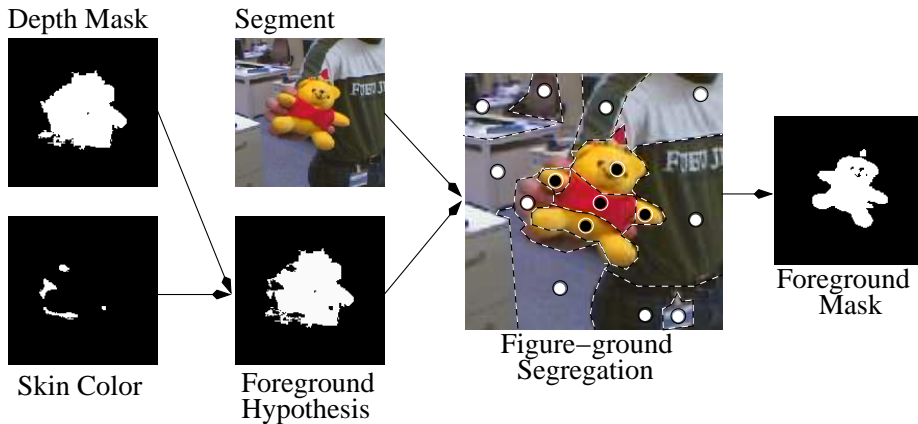 Depth Mask
Segment
Skin Color
Foreground
Hypothesis
Figure−ground
Segregation
Foreground
Mask